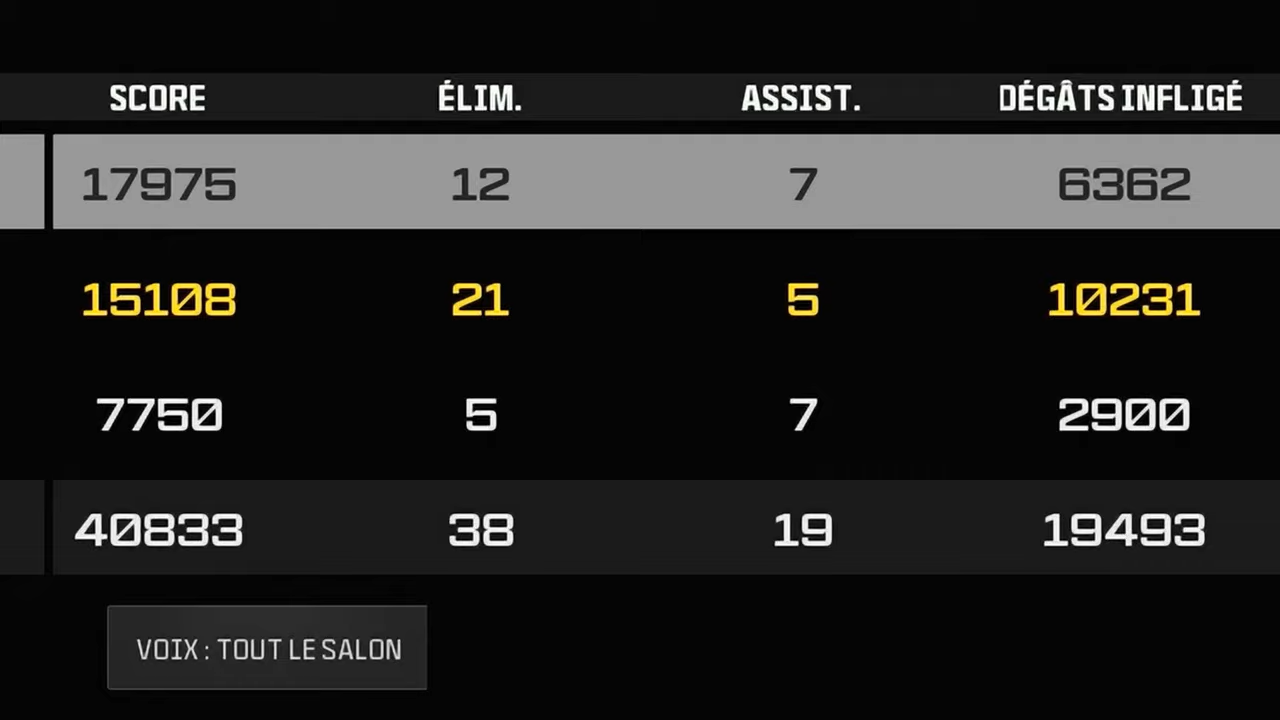 SCORE ÉLIM. ASSIST. DÉGÂTS INFLIGÉ
17975 12 7 6362
15108 21 5 10231
7750 5 7 2900
40833 38 19 19493
VOIX : TOUT LE SALON